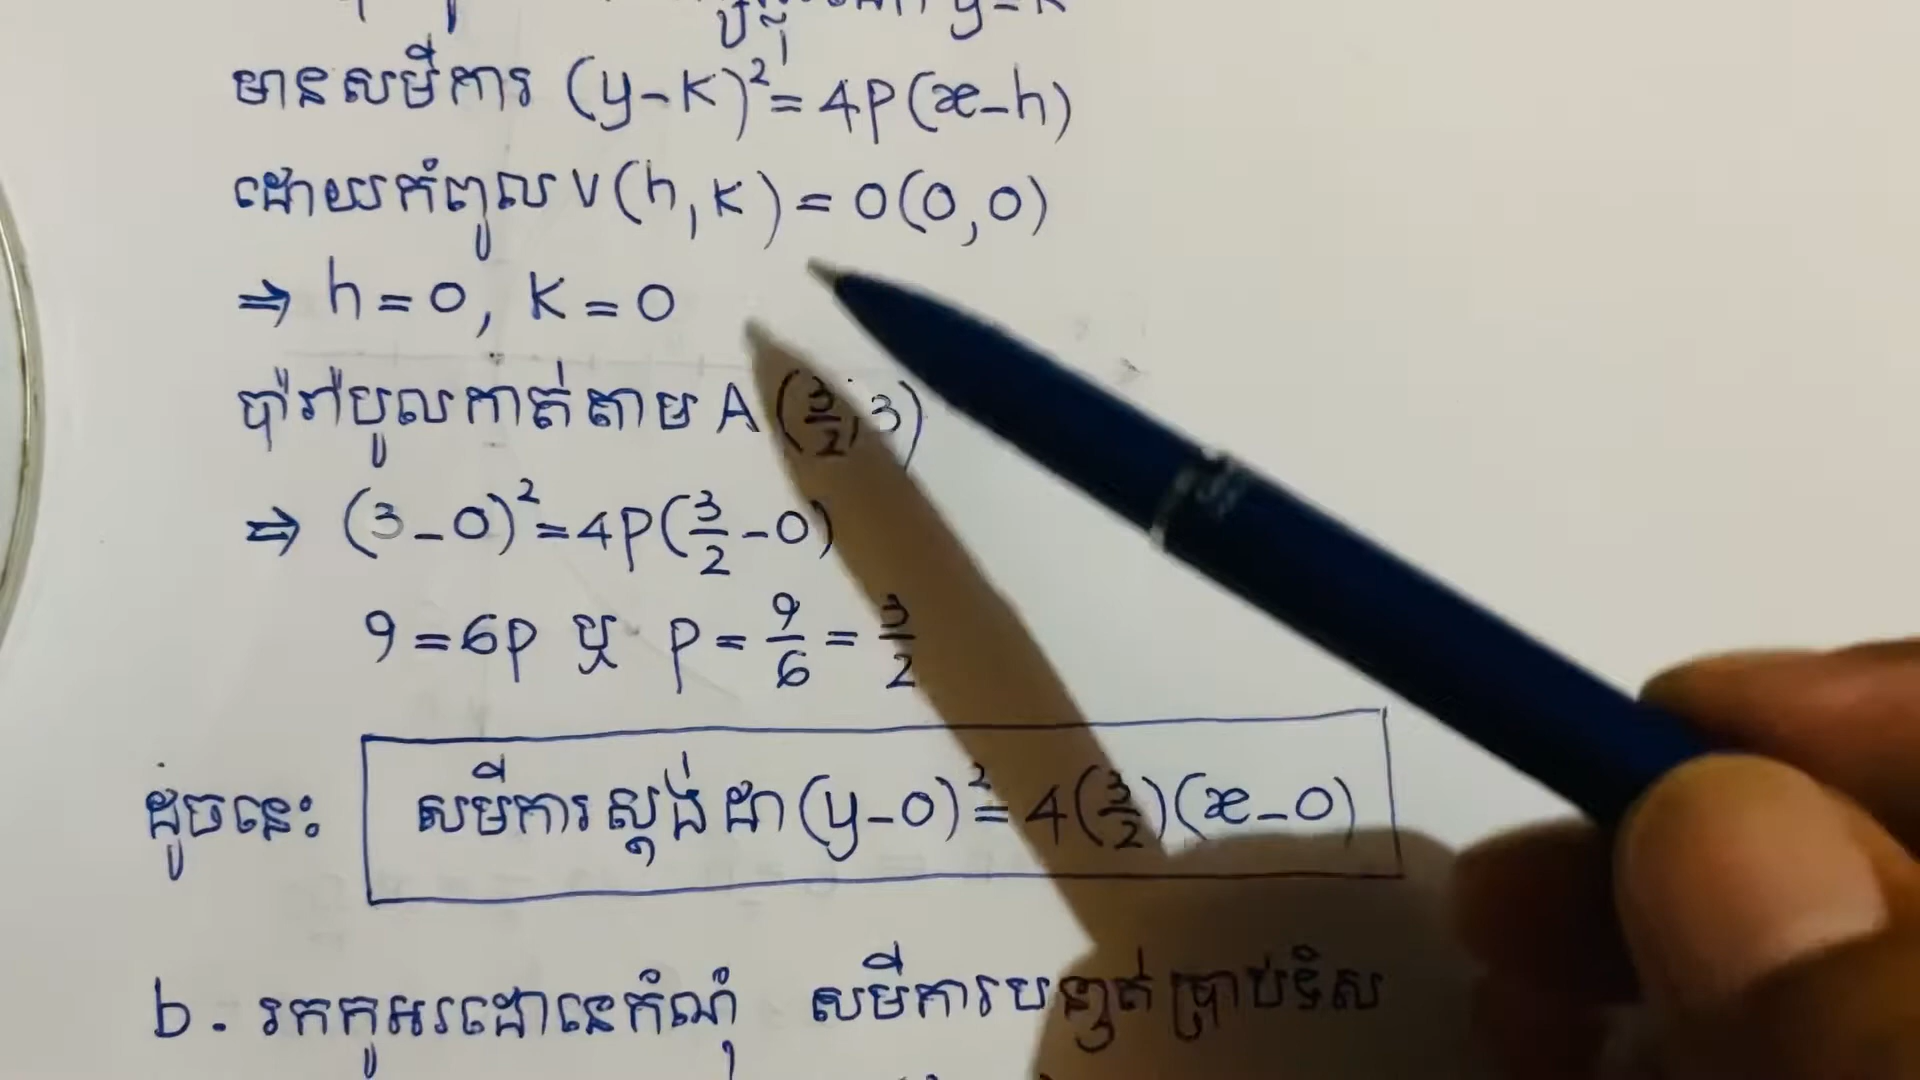 y=k
មានសមីការ (y-k)²=4p(x-h)
ដោយកំពូល V(h,k)=0(0,0)
⇒ h=0, k=0
ប៉ារ៉ាបូលកាត់តាម A(3/2,3)
⇒ (3-0)²=4p(3/2-0)
9=6p ឬ p=9/6=3/2
ដូចនេះ សមីការស្តង់ដា (y-0)²=4(3/2)(x-0)
b. រកកូអរដោនេកំណុំ សមីការបន្ទាត់ប្រាប់ទិស